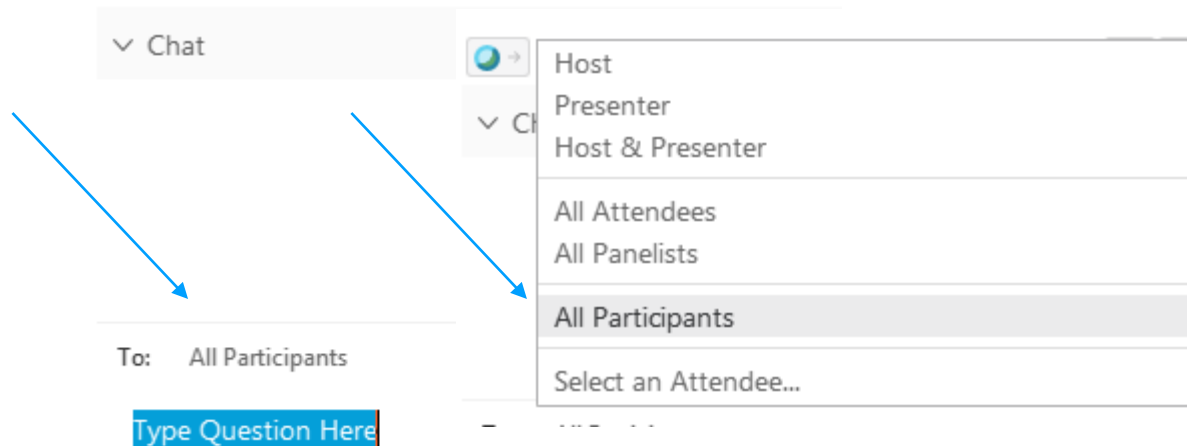 Chat
To: All Participants
Type Question Here
Host
Presenter
Host & Presenter
All Attendees
All Panelists
All Participants
Select an Attendee...